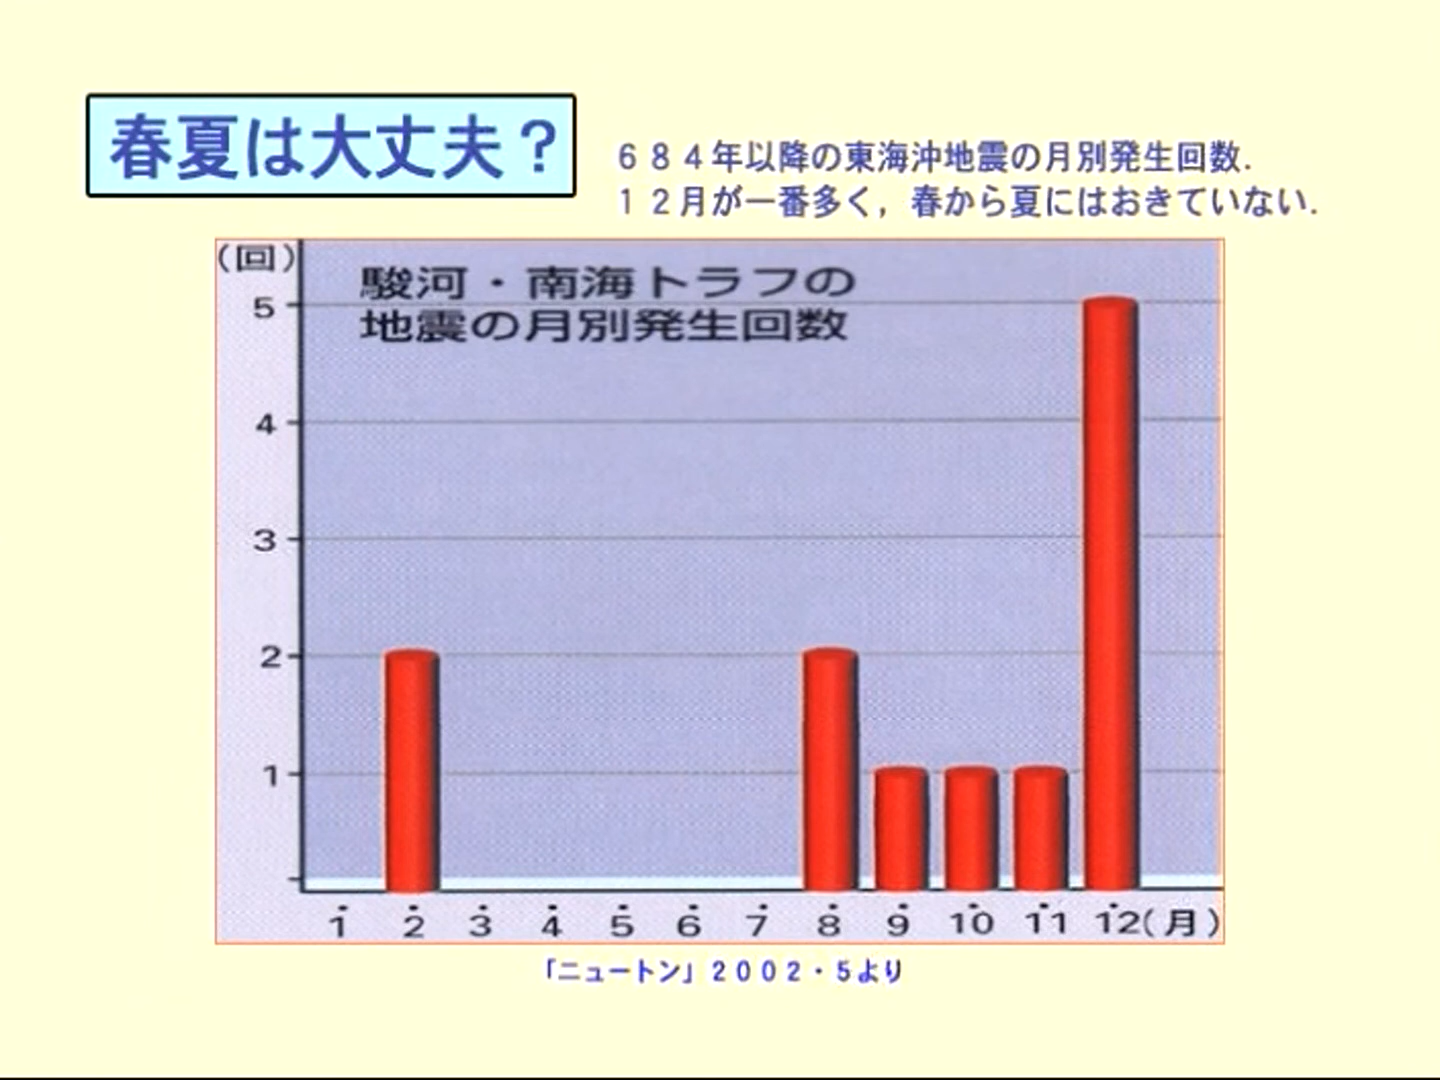 春夏は大丈夫？
６８４年以降の東海沖地震の月別発生回数．
１２月が一番多く，春から夏にはおきていない．
(回)
駿河・南海トラフの
地震の月別発生回数
5
4
3
2
1
1 2 3 4 5 6 7 8 9 10 11 12(月)
「ニュートン」２００２・５より